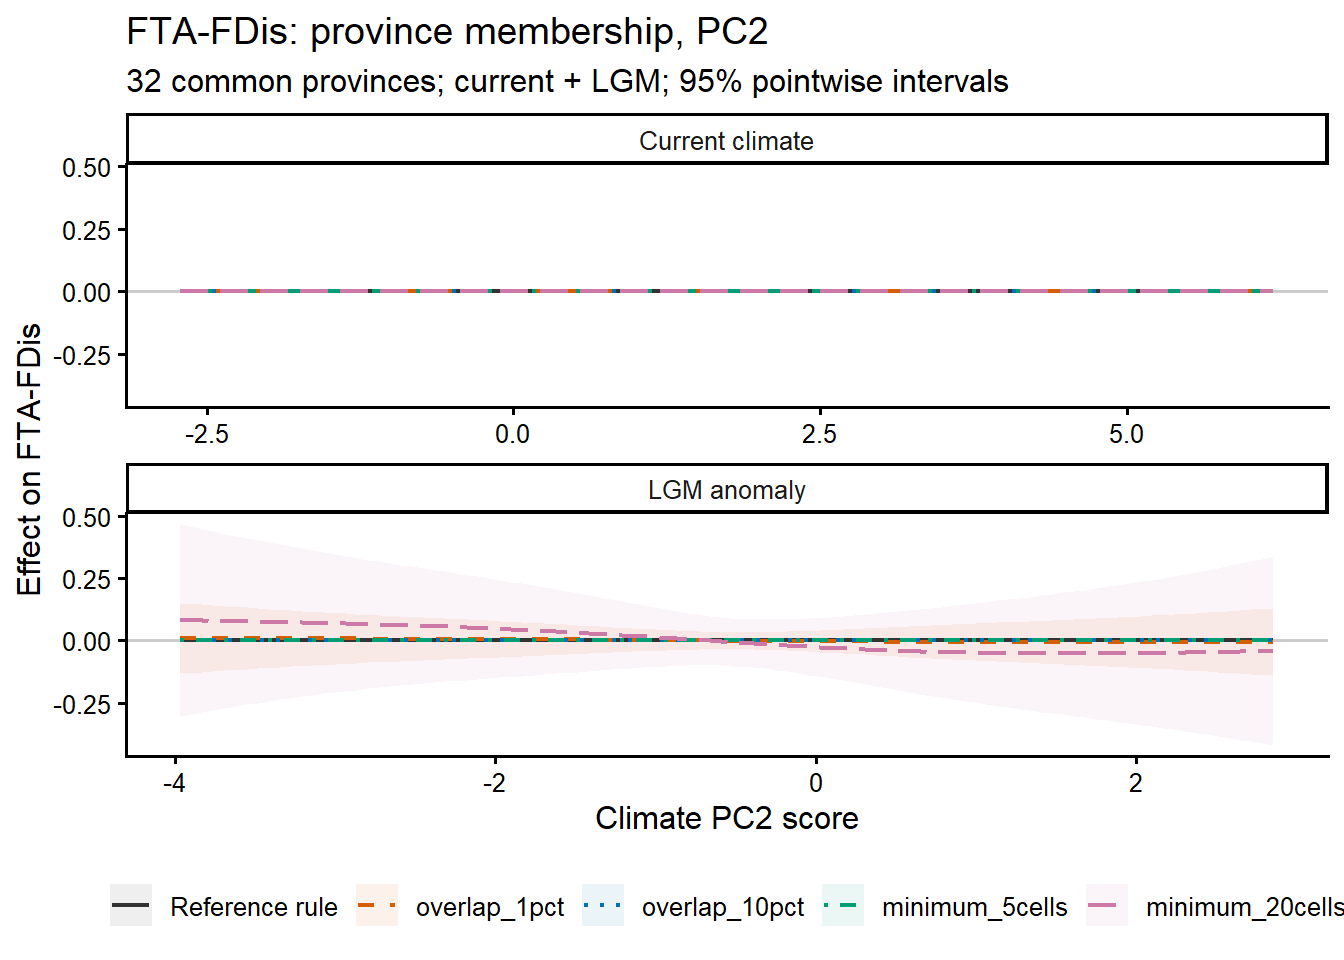 FTA-FDis: province membership, PC2
32 common provinces; current + LGM; 95% pointwise intervals
Current climate
0.50
0.25
0.00
-0.25
-2.5 0.0 2.5 5.0
Effect on FTA-FDis
LGM anomaly
0.50
0.25
0.00
-0.25
-4 -2 0 2
Climate PC2 score
Reference rule overlap_1pct overlap_10pct minimum_5cells minimum_20cells